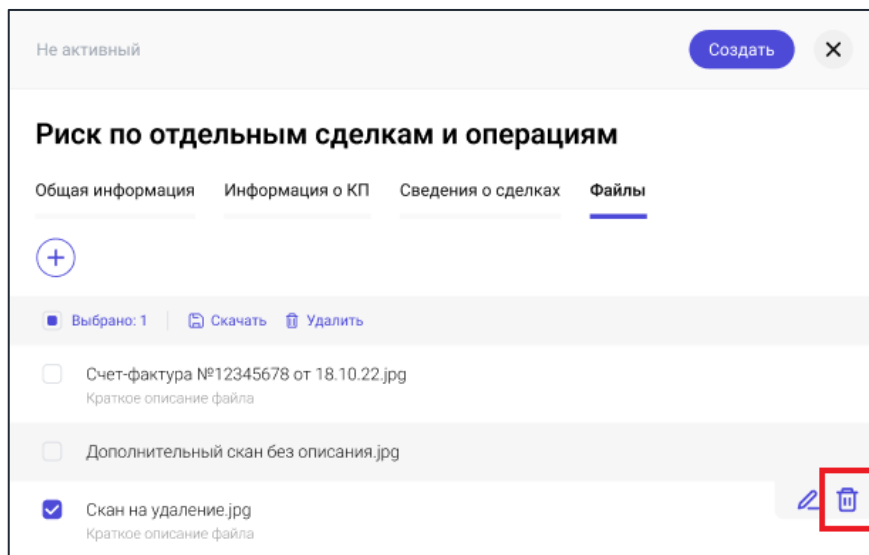 Не активный
Создать
Риск по отдельным сделкам и операциям
Общая информация Информация о КП Сведения о сделках Файлы
Выбрано: 1 Скачать Удалить
Счет-фактура №12345678 от 18.10.22.jpg
Краткое описание файла
Дополнительный скан без описания.jpg
Скан на удаление.jpg
Краткое описание файла